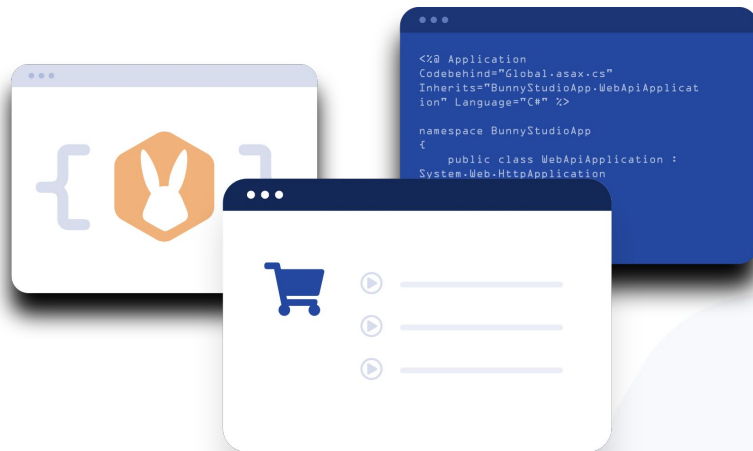 <%@ Application
Codebehind="Global.asax.cs"
Inherits="BunnyStudioApp.WebApiApplicat
ion" Language="C#" %>
namespace BunnyStudioApp
{
public class WebApiApplication :
System.Web.HttpApplication